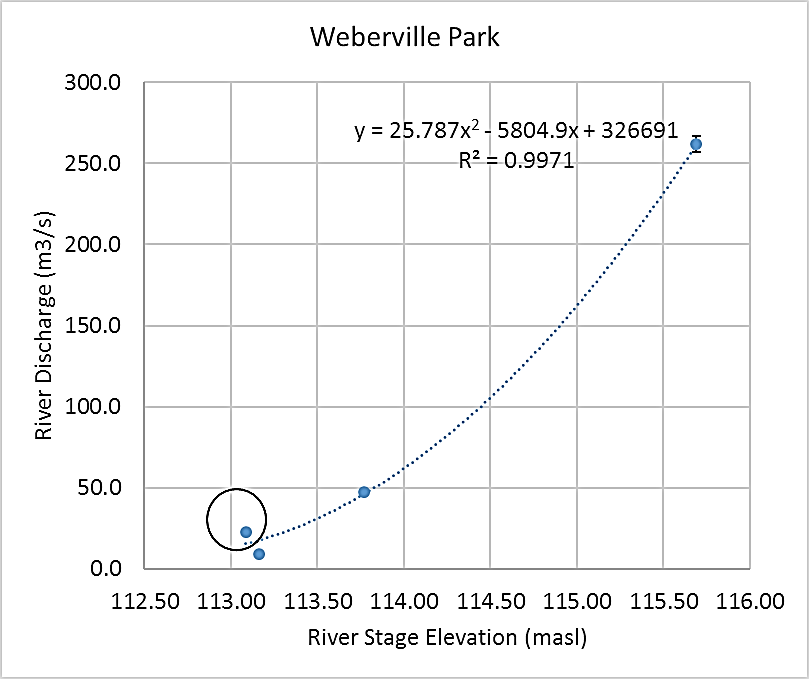 Weberville Park
300.0
250.0
200.0
150.0
100.0
50.0
0.0
y = 25.787x² - 5804.9x + 326691
R² = 0.9971
River Discharge (m3/s)
112.50 113.00 113.50 114.00 114.50 115.00 115.50 116.00
River Stage Elevation (masl)